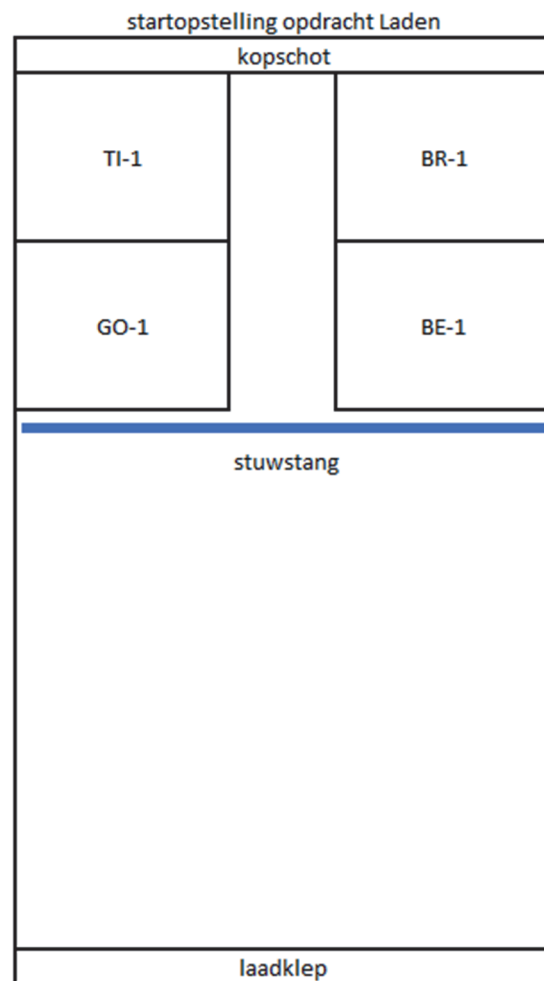 startopstelling opdracht Laden
kopschot
TI-1
BR-1
GO-1
BE-1
stuwstang
laadklep